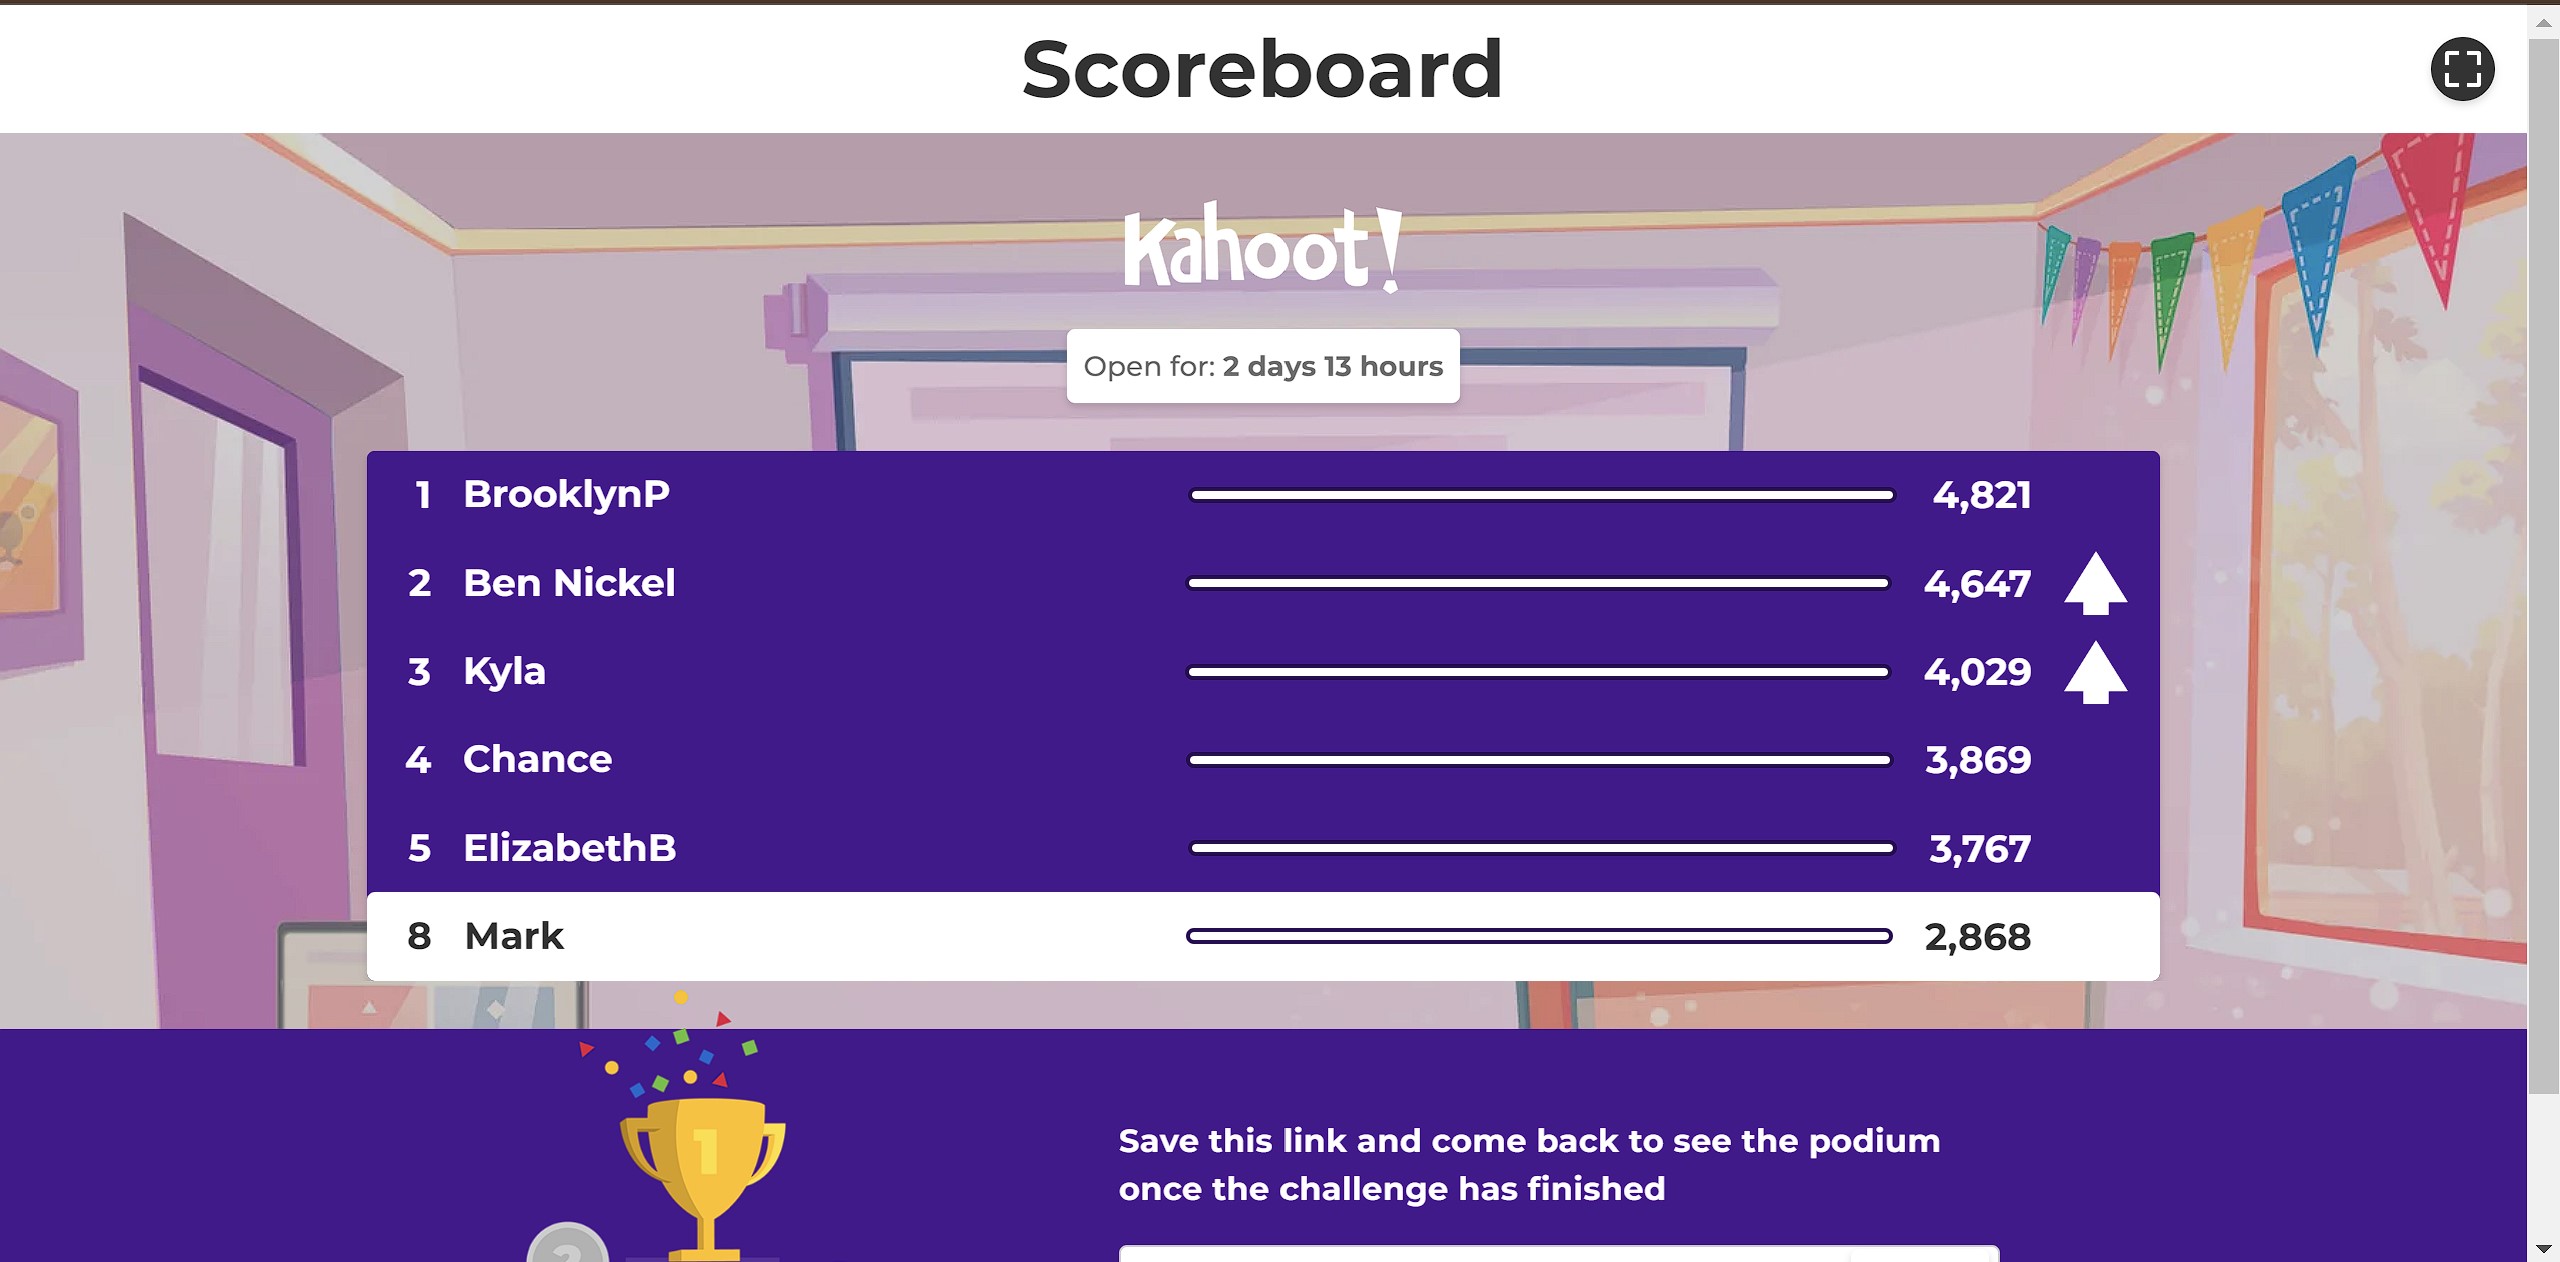 Scoreboard
Kahoot!
Open for: 2 days 13 hours
1 BrooklynP 4,821
2 Ben Nickel 4,647
3 Kyla 4,029
4 Chance 3,869
5 ElizabethB 3,767
8 Mark 2,868
1
Save this link and come back to see the podium
once the challenge has finished
2